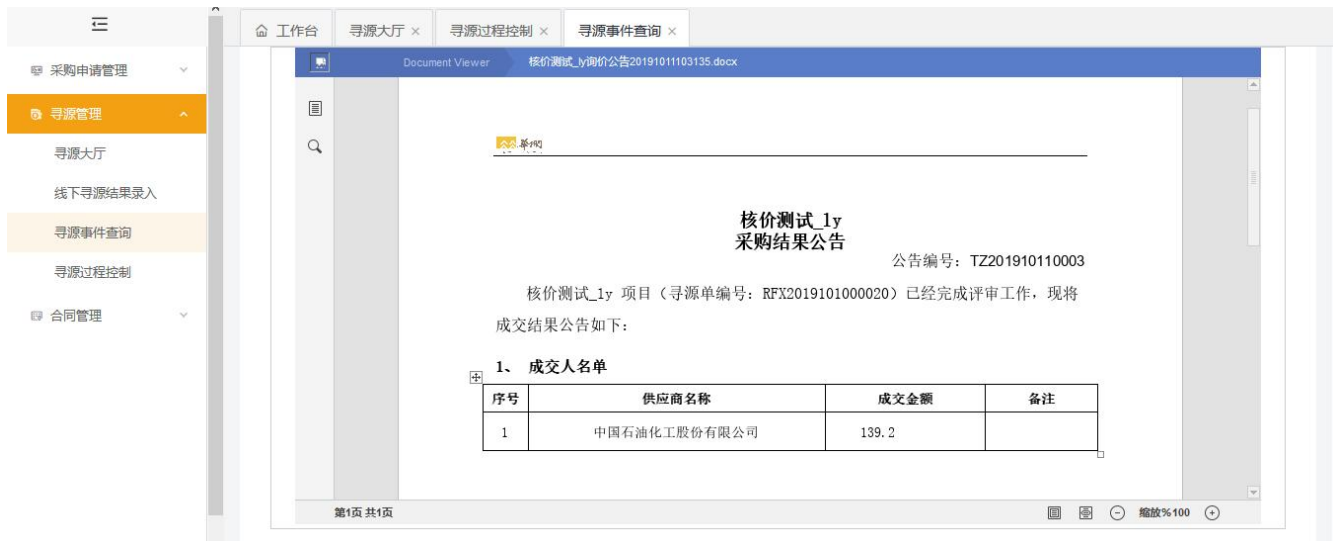 工作台 寻源大厅 × 寻源过程控制 × 寻源事件查询 ×
采购申请管理
寻源管理
寻源大厅
线下寻源结果录入
寻源事件查询
寻源过程控制
合同管理
Document Viewer 核价测试_ly询价公告20191011103135.docx
核价测试_ly
采购结果公告
公告编号：TZ201910110003
核价测试_ly 项目（寻源单编号：RFX2019101000020）已经完成评审工作，现将
成交结果公告如下：
1、 成交人名单
序号 供应商名称 成交金额 备注
1 中国石油化工股份有限公司 139.2
第1页 共1页 缩放%100